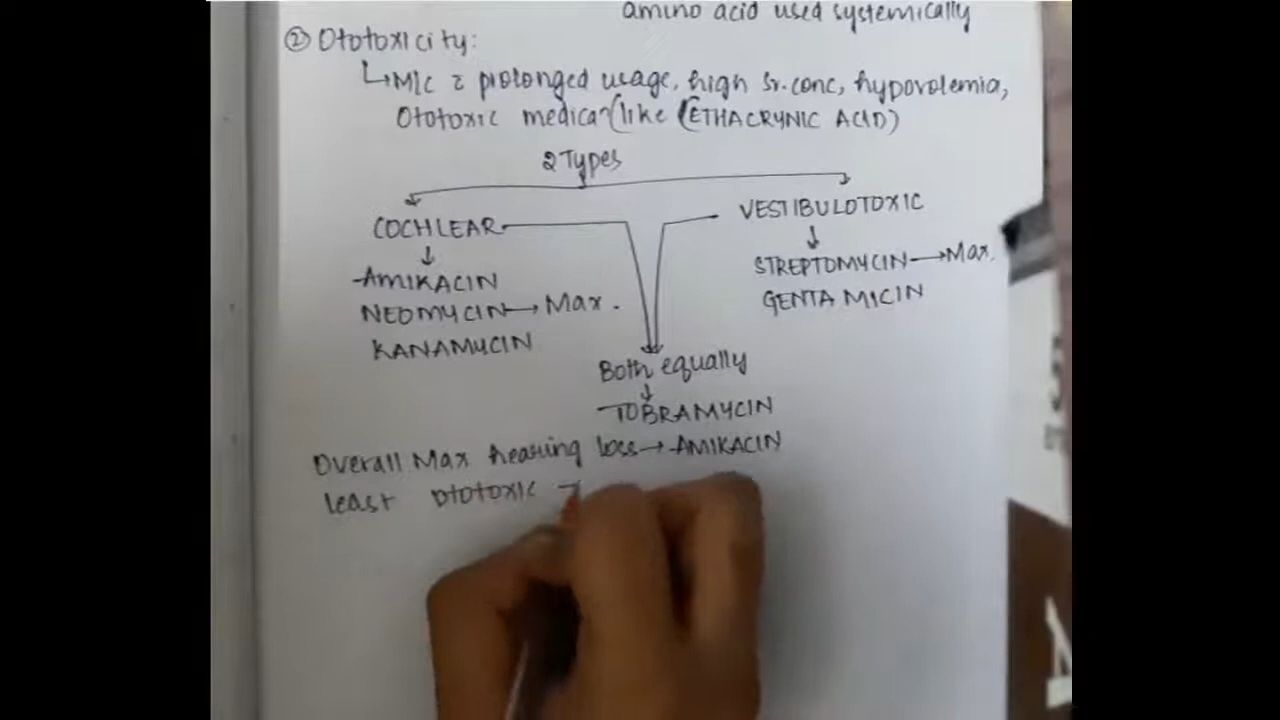 amino acid used systemically
② Ototoxicity:
↳ M/c c̄ prolonged usage, high Sr. conc, hypovolemia,
Ototoxic medicaⁿ (like (ETHACRYNIC ACID)
2 Types
COCHLEAR
VESTIBULOTOXIC
↓
↓
AMIKACIN
STREPTOMYCIN → Max.
NEOMYCIN → Max.
GENTAMICIN
KANAMYCIN
Both equally
↓
TOBRAMYCIN
Overall Max hearing loss → AMIKACIN
least ototoxic